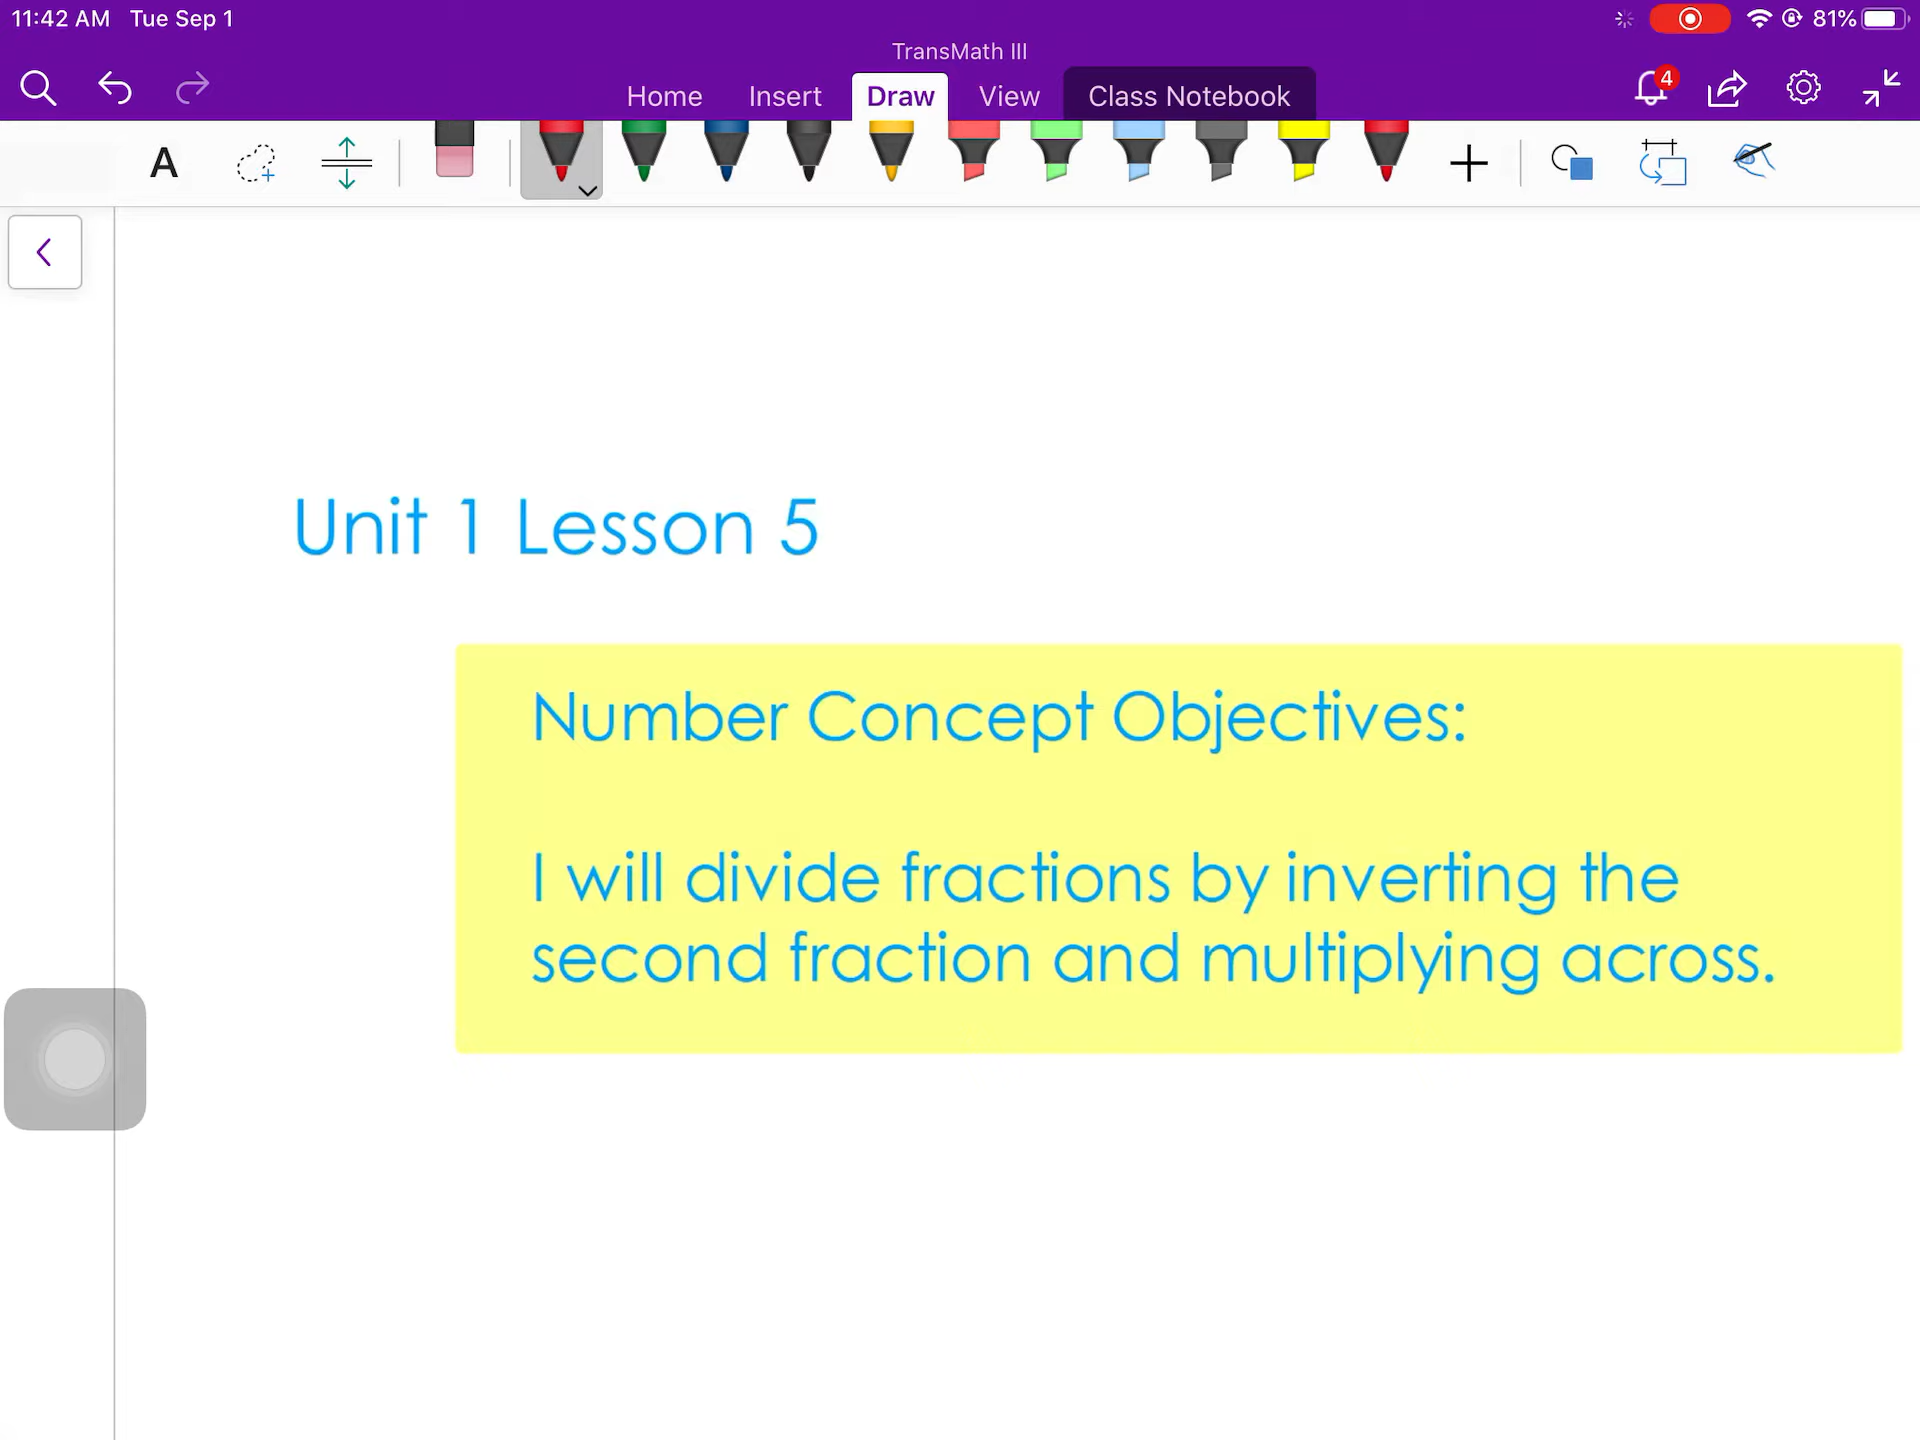 11:42 AM Tue Sep 1
81%
TransMath III
Home Insert Draw View Class Notebook
4
A
Unit 1 Lesson 5
Number Concept Objectives:
I will divide fractions by inverting the
second fraction and multiplying across.